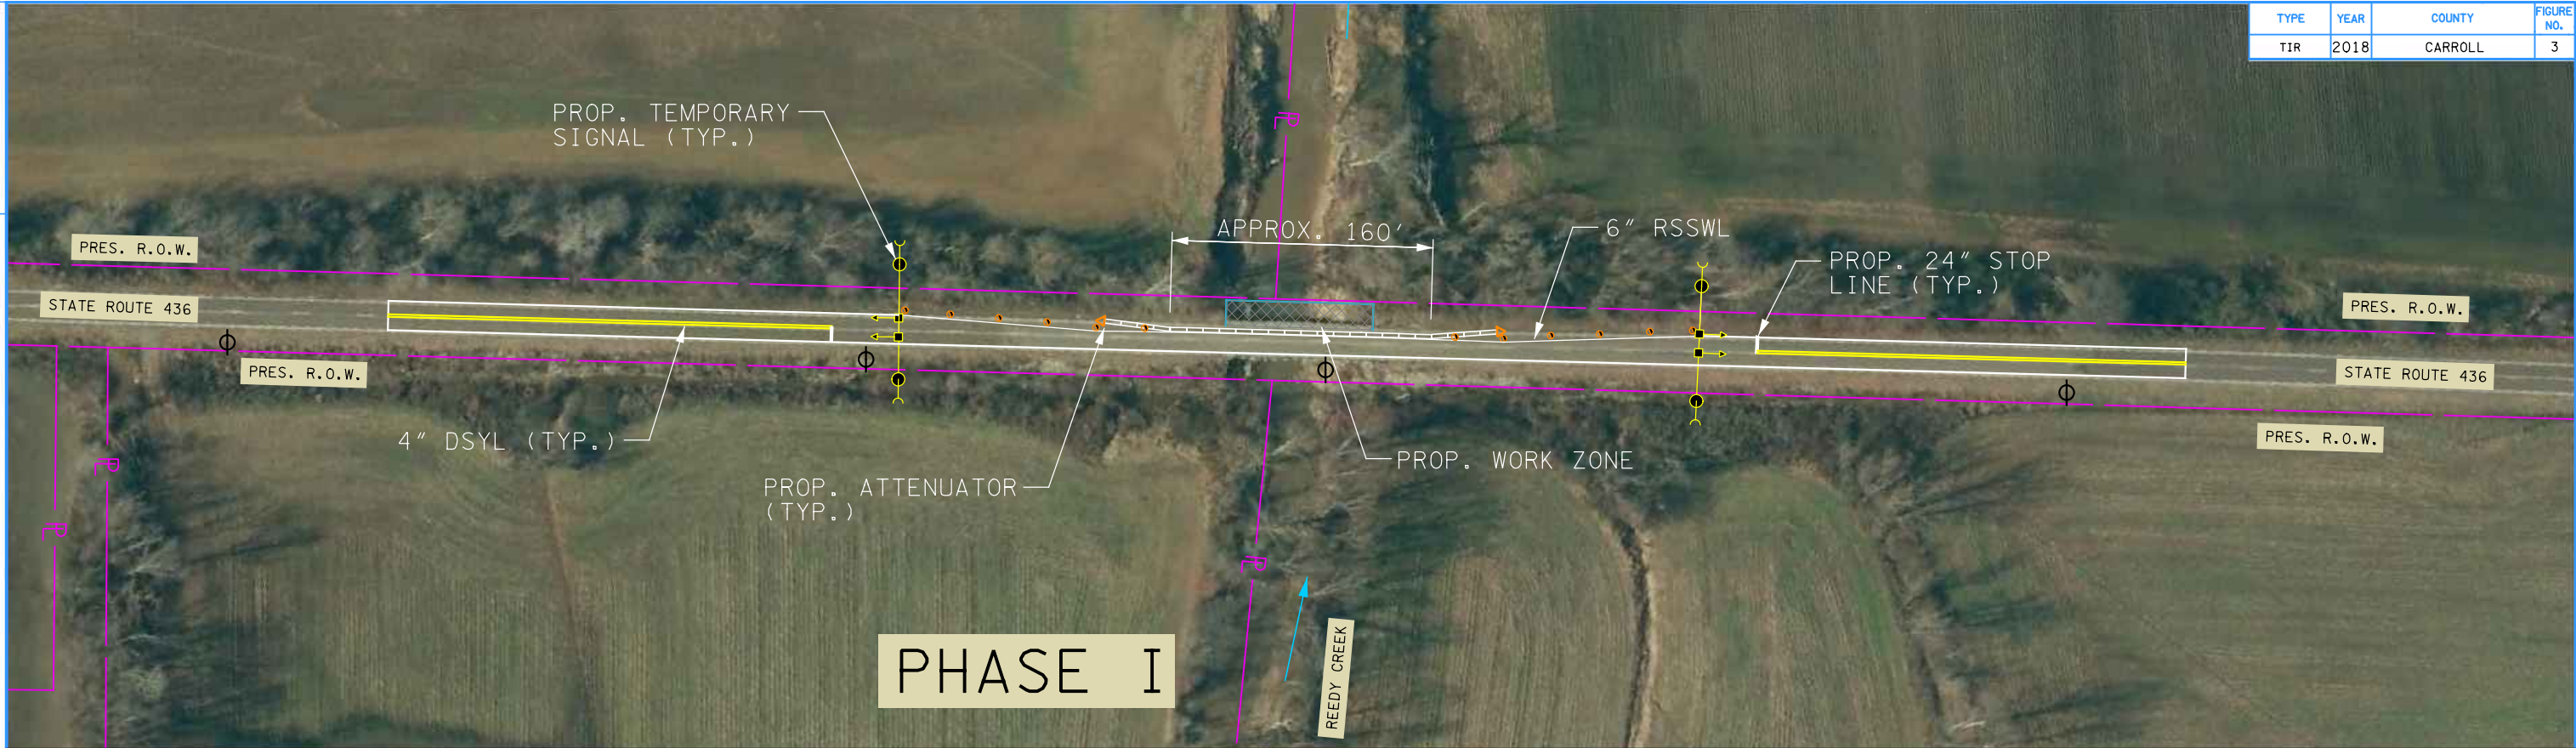 TYPE YEAR COUNTY FIGURE NO.
TIR 2018 CARROLL 3
PROP. TEMPORARY
SIGNAL (TYP.)
APPROX. 160'
6" RSSWL
PROP. 24" STOP
LINE (TYP.)
PRES. R.O.W.
STATE ROUTE 436
PRES. R.O.W.
PRES. R.O.W.
STATE ROUTE 436
PRES. R.O.W.
4" DSYL (TYP.)
PROP. ATTENUATOR
(TYP.)
PROP. WORK ZONE
PHASE I
REEDY CREEK